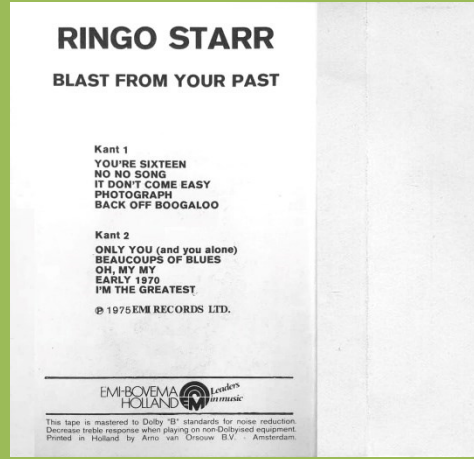 RINGO STARR
BLAST FROM YOUR PAST
Kant 1
YOU'RE SIXTEEN
NO NO SONG
IT DON'T COME EASY
PHOTOGRAPH
BACK OFF BOOGALOO
Kant 2
ONLY YOU (and you alone)
BEAUCOUPS OF BLUES
OH, MY MY
EARLY 1970
I'M THE GREATEST
℗ 1975 EMI RECORDS LTD.
EMI-BOVEMA
HOLLAND
EMI
Leaders
in music
This tape is mastered to Dolby "B" standards for noise reduction.
Decrease treble response when playing on non-Dolbyised equipment.
Printed in Holland by Arno van Orsouw B.V. - Amsterdam.